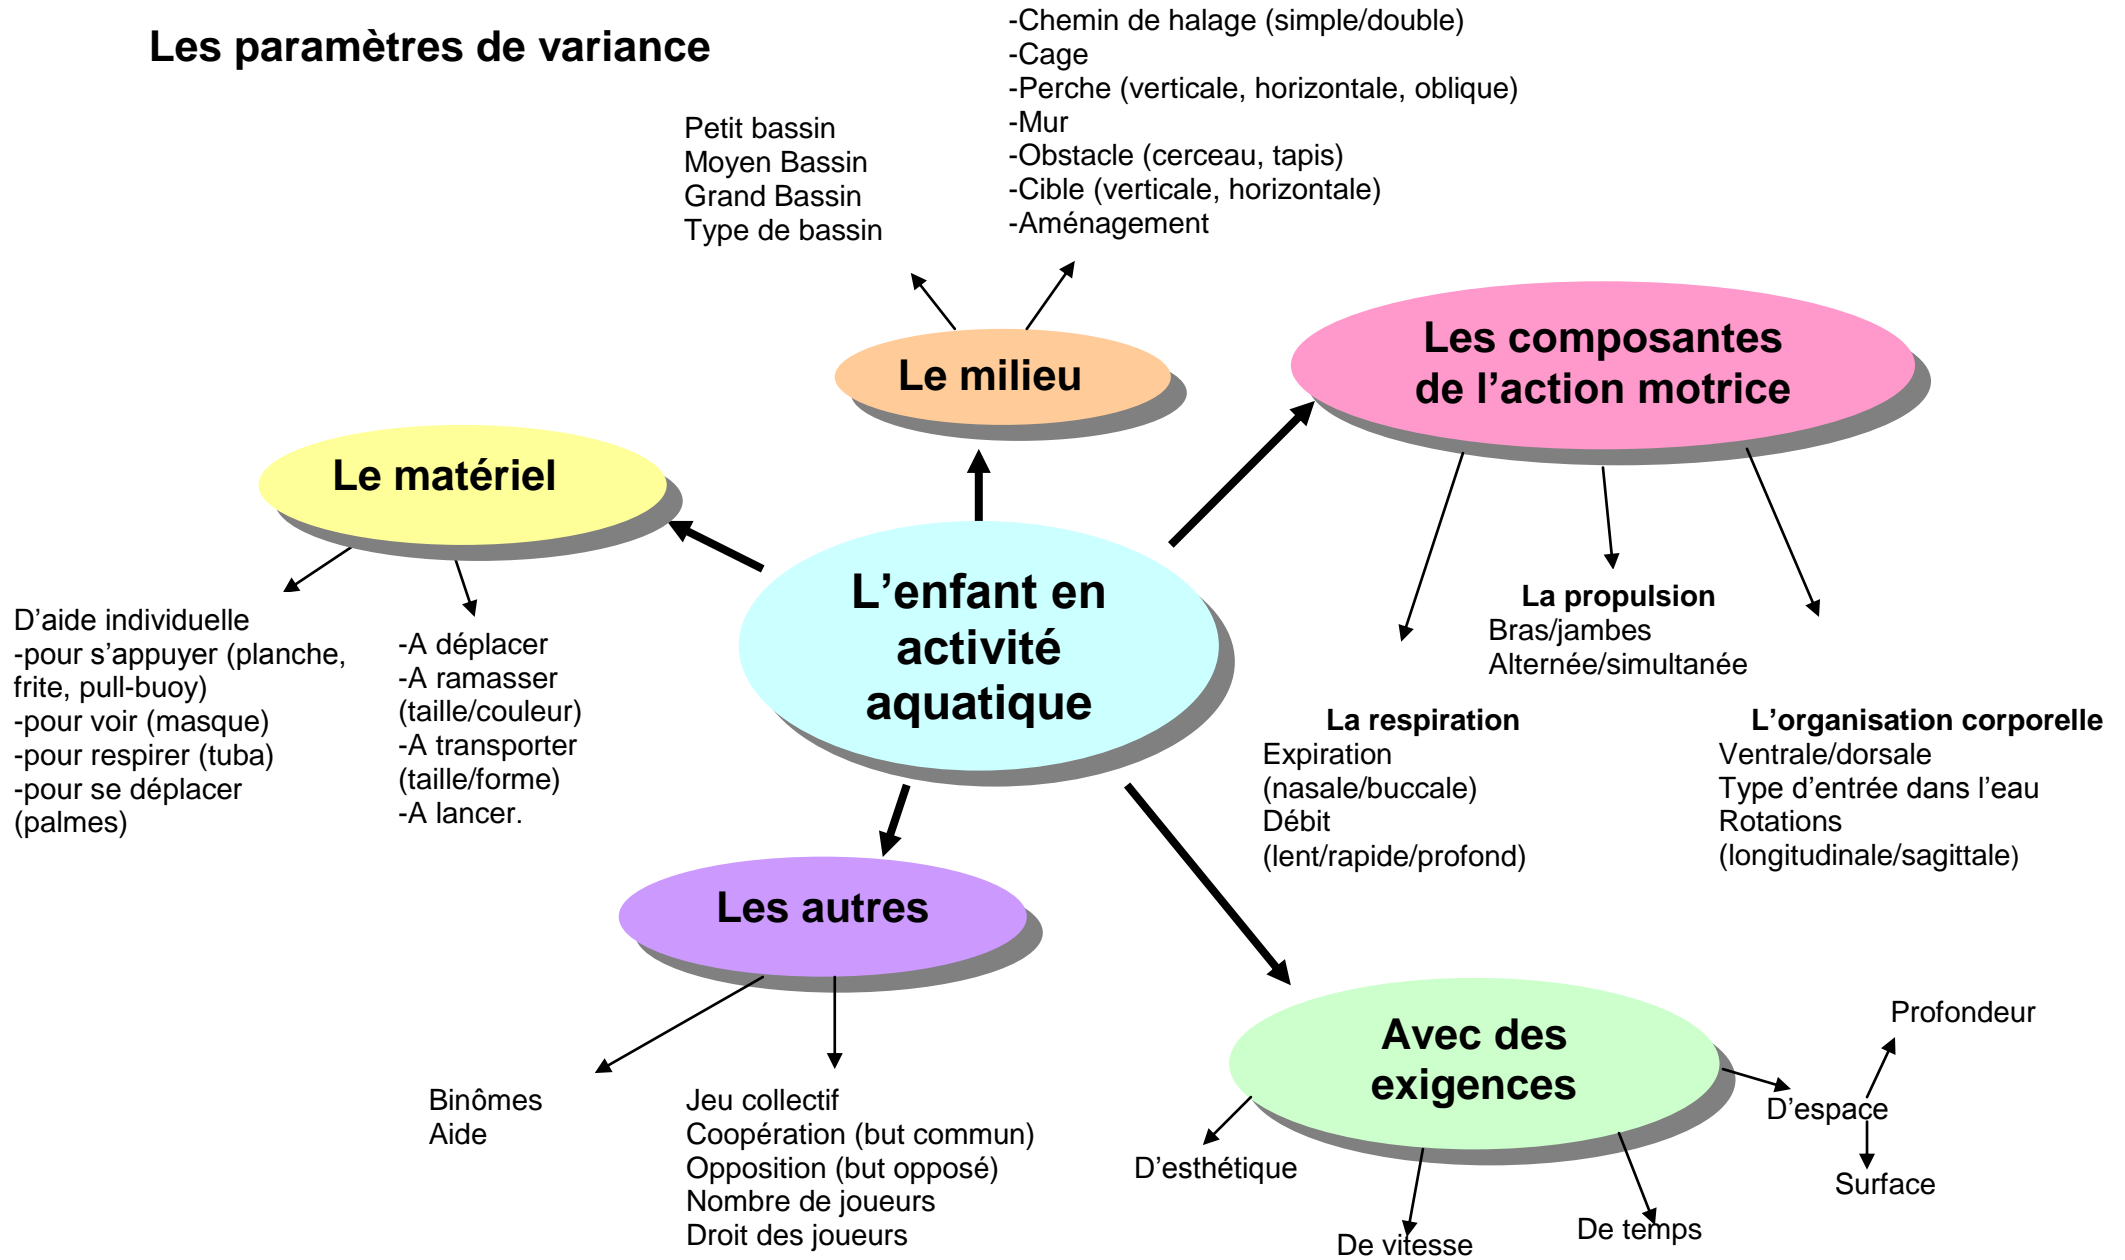 Les paramètres de variance
-Chemin de halage (simple/double)
-Cage
-Perche (verticale, horizontale, oblique)
-Mur
-Obstacle (cerceau, tapis)
-Cible (verticale, horizontale)
-Aménagement
Petit bassin
Moyen Bassin
Grand Bassin
Type de bassin
Le milieu
Les composantes
de l’action motrice
Le matériel
L’enfant en
activité
aquatique
D’aide individuelle
-pour s’appuyer (planche,
frite, pull-buoy)
-pour voir (masque)
-pour respirer (tuba)
-pour se déplacer
(palmes)
-A déplacer
-A ramasser
(taille/couleur)
-A transporter
(taille/forme)
-A lancer.
La propulsion
Bras/jambes
Alternée/simultanée
La respiration
Expiration
(nasale/buccale)
Débit
(lent/rapide/profond)
L’organisation corporelle
Ventrale/dorsale
Type d’entrée dans l’eau
Rotations
(longitudinale/sagittale)
Les autres
Binômes
Aide
Jeu collectif
Coopération (but commun)
Opposition (but opposé)
Nombre de joueurs
Droit des joueurs
Avec des
exigences
Profondeur
D’espace
Surface
D’esthétique
De temps
De vitesse